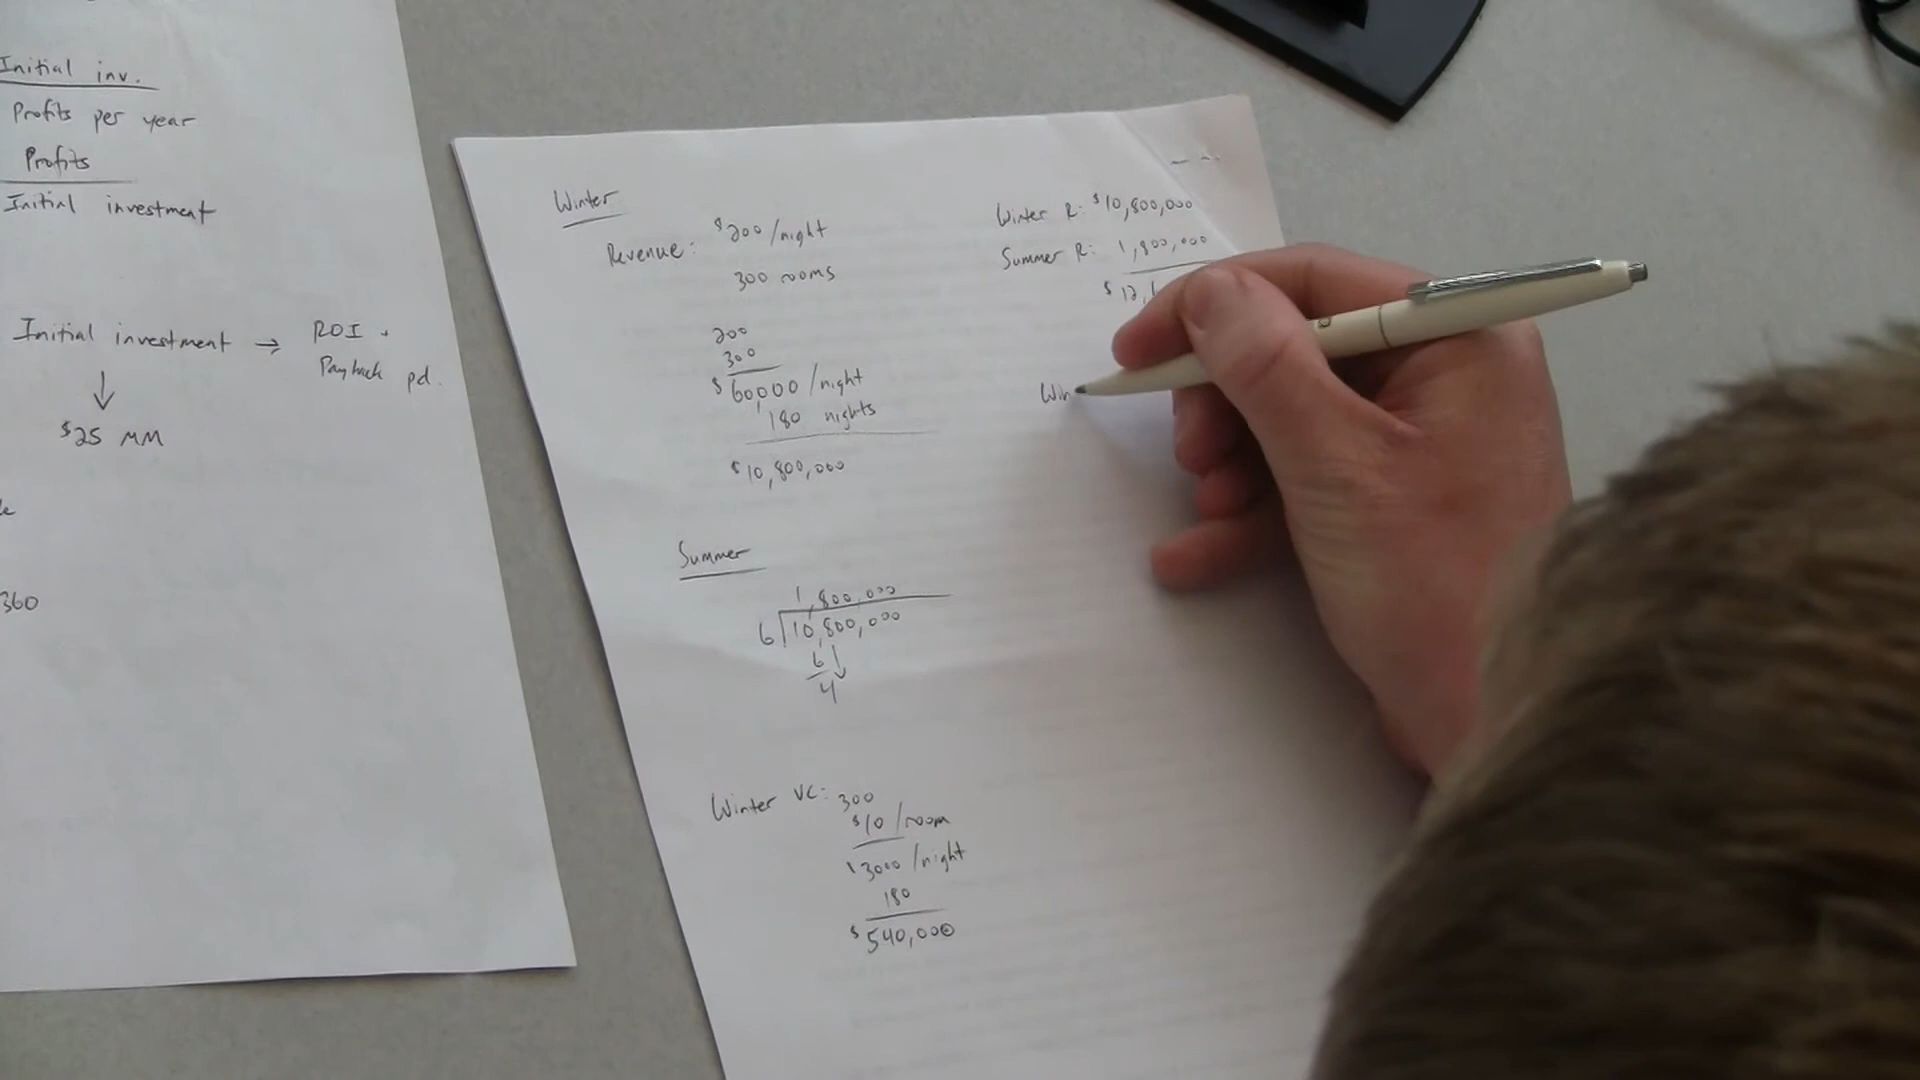 Initial inv.
Profits per year
Profits
Initial investment
Initial investment → ROI +
Payback pd.
↓
$25 MM
360
Winter
Revenue: $200/night
300 rooms
200
300
$60,000/night
180 nights
$10,800,000
Summer
1,800,000
6 10,800,000
6
4
Winter VC: 300
$10/room
$3000/night
180
$540,000
Winter R: $10,800,000
Summer R: 1,800,000
$12,
Win